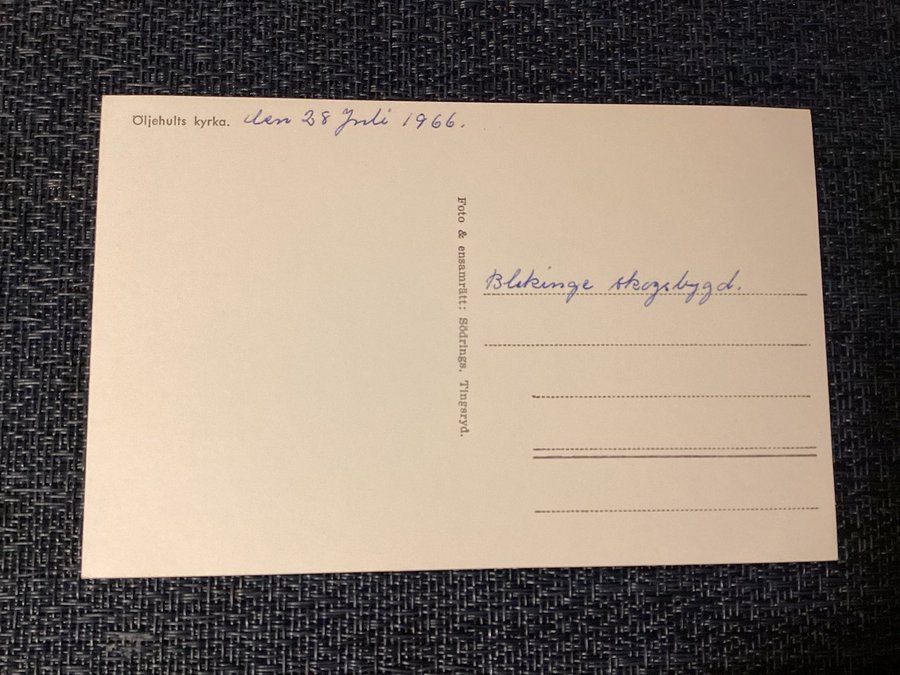 Öljehults kyrka. den 28 Juli 1966.
Foto & ensamrätt: Södrings, Tingsryd.
Blekinge skogsbygd.